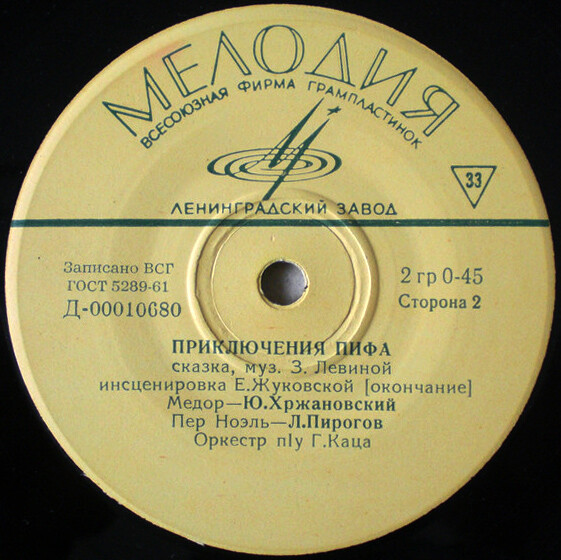 МЕЛОДИЯ
ВСЕСОЮЗНАЯ ФИРМА ГРАМПЛАСТИНОК
33
ЛЕНИНГРАДСКИЙ ЗАВОД
Записано ВСГ
ГОСТ 5289-61
Д-00010680
2 гр 0-45
Сторона 2
ПРИКЛЮЧЕНИЯ ПИФА
сказка, муз. З. Левиной
инсценировка Е.Жуковской [окончание]
Медор—Ю.Хржановский
Пер Ноэль—Л.Пирогов
Оркестр п/у Г.Каца